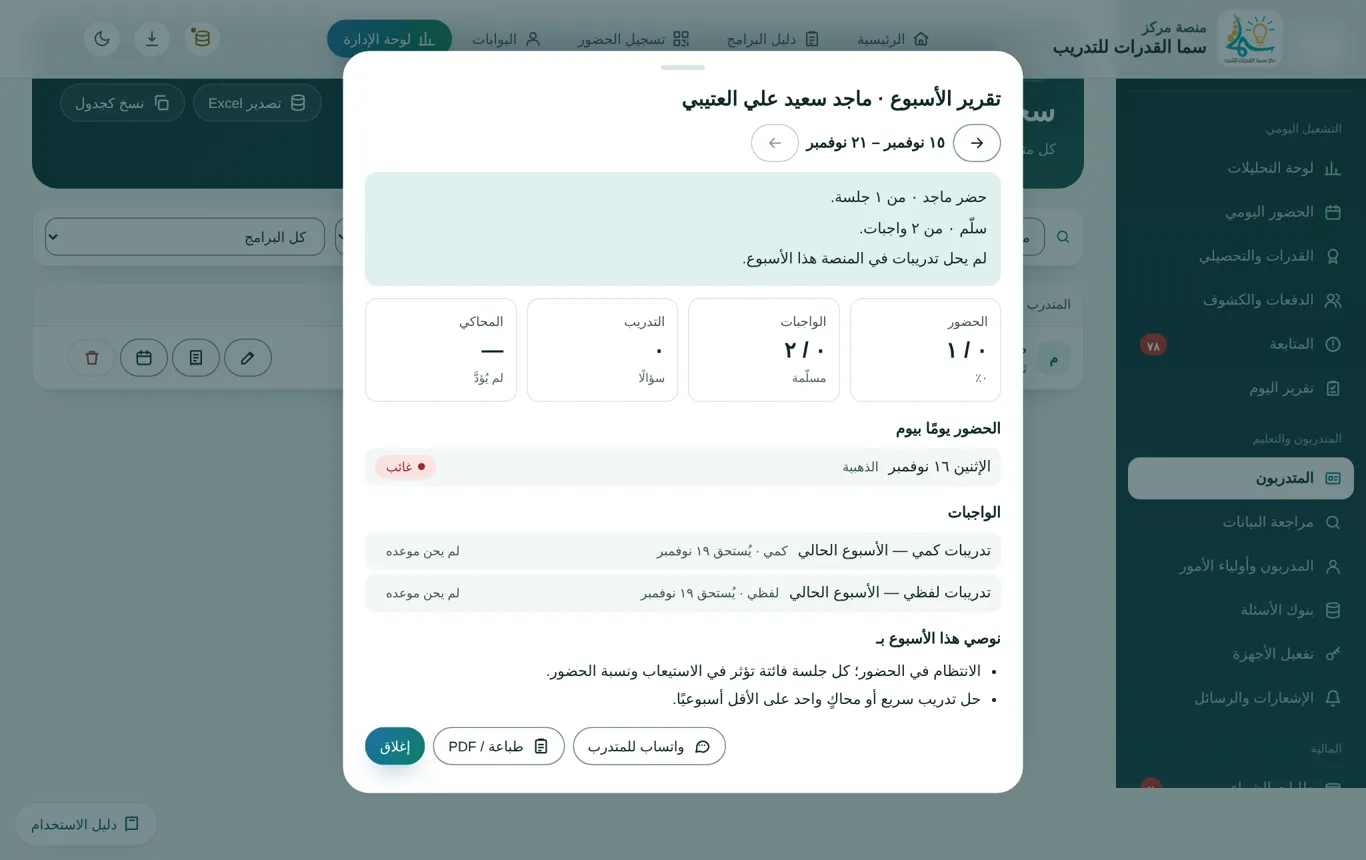 منصة مركز
سما القدرات للتدريب
مركز سما القدرات للتدريب
الرئيسية
دليل البرامج
تسجيل الحضور
البوابات
لوحة الإدارة
نسخ كجدول
تصدير Excel
كل البرامج
المتدرب
م
كل
التشغيل اليومي
لوحة التحليلات
الحضور اليومي
القدرات والتحصيلي
الدفعات والكشوف
المتابعة
٧٨
تقرير اليوم
المتدربون والتعليم
المتدربون
مراجعة البيانات
المدربون وأولياء الأمور
بنوك الأسئلة
تفعيل الأجهزة
الإشعارات والرسائل
المالية
تقرير الأسبوع · ماجد سعيد علي العتيبي
١٥ نوفمبر – ٢١ نوفمبر
حضر ماجد ٠ من ١ جلسة.
سلّم ٠ من ٢ واجبات.
لم يحل تدريبات في المنصة هذا الأسبوع.
الحضور
٠ / ١
٠٪
الواجبات
٠ / ٢
مسلّمة
التدريب
٠
سؤالًا
المحاكي
—
لم يُؤدَّ
الحضور يومًا بيوم
الإثنين ١٦ نوفمبر الذهبية
غائب
الواجبات
تدريبات كمي — الأسبوع الحالي كمي · يُستحق ١٩ نوفمبر
لم يحن موعده
تدريبات لفظي — الأسبوع الحالي لفظي · يُستحق ١٩ نوفمبر
لم يحن موعده
نوصي هذا الأسبوع بـ
• الانتظام في الحضور؛ كل جلسة فائتة تؤثر في الاستيعاب ونسبة الحضور.
• حل تدريب سريع أو محاكٍ واحد على الأقل أسبوعيًا.
واتساب للمتدرب
طباعة / PDF
إغلاق
دليل الاستخدام